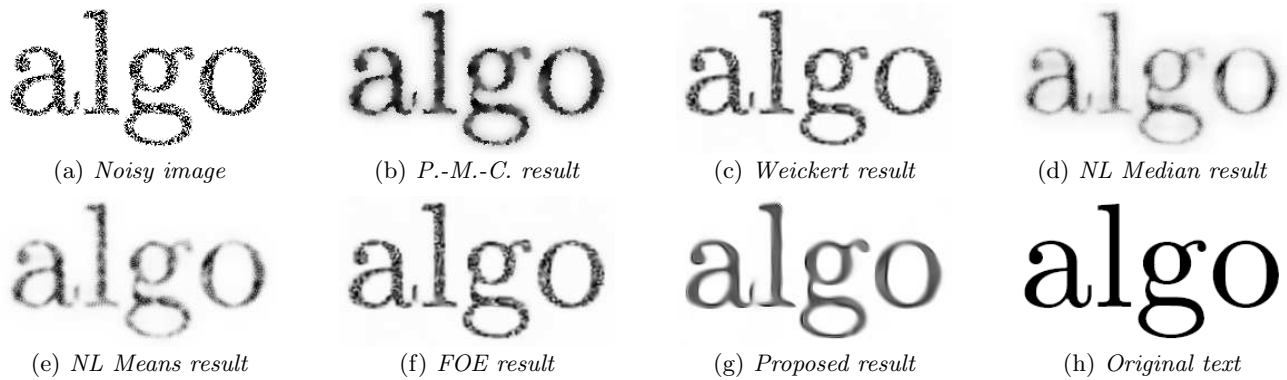 algo algo algo algo
(a) Noisy image (b) P.-M.-C. result (c) Weickert result (d) NL Median result
algo algo algo algo
(e) NL Means result (f) FOE result (g) Proposed result (h) Original text